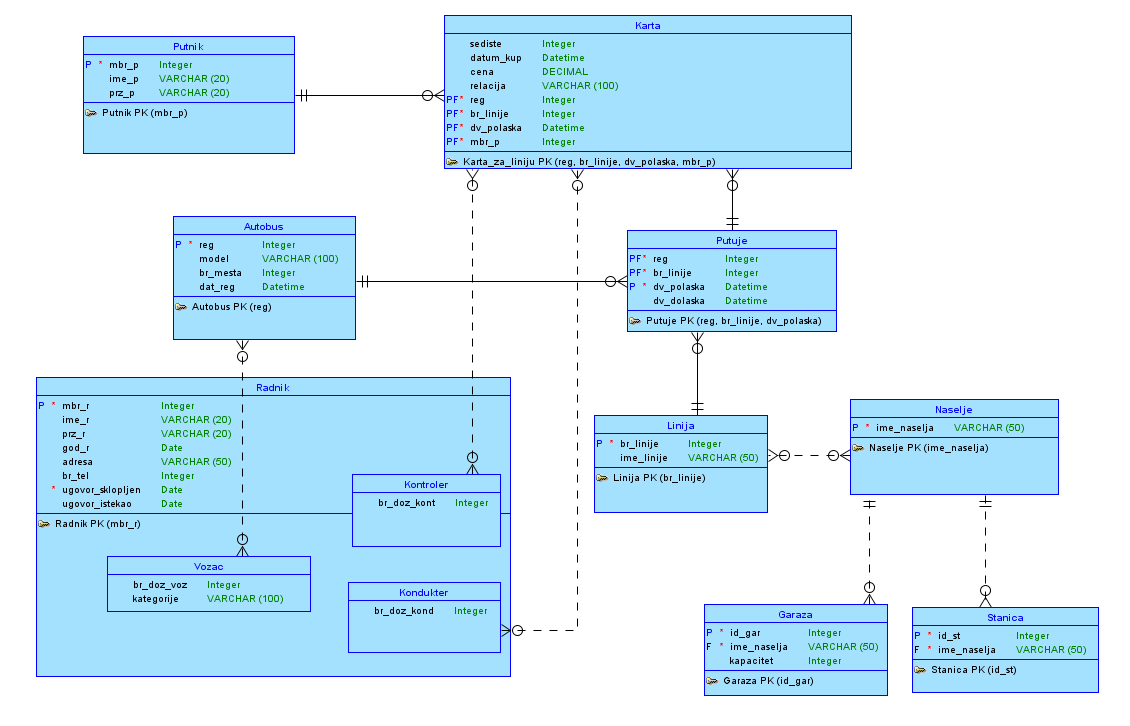 Karta
sediste Integer
datum_kup Datetime
cena DECIMAL
relacija VARCHAR (100)
PF* reg Integer
PF* br_linije Integer
PF* dv_polaska Datetime
PF* mbr_p Integer
Karta_za_liniju PK (reg, br_linije, dv_polaska, mbr_p)
Putnik
P * mbr_p Integer
ime_p VARCHAR (20)
prz_p VARCHAR (20)
Putnik PK (mbr_p)
Autobus
P * reg Integer
model VARCHAR (100)
br_mesta Integer
dat_reg Datetime
Autobus PK (reg)
Putuje
PF* reg Integer
PF* br_linije Integer
P * dv_polaska Datetime
dv_dolaska Datetime
Putuje PK (reg, br_linije, dv_polaska)
Radnik
P * mbr_r Integer
ime_r VARCHAR (20)
prz_r VARCHAR (20)
god_r Date
adresa VARCHAR (50)
br_tel Integer
* ugovor_sklopljen Date
ugovor_istekao Date
Radnik PK (mbr_r)
Kontroler
br_doz_kont Integer
Vozac
br_doz_voz Integer
kategorije VARCHAR (100)
Kondukter
br_doz_kond Integer
Linija
P * br_linije Integer
ime_linije VARCHAR (50)
Linija PK (br_linije)
Naselje
P * ime_naselja VARCHAR (50)
Naselje PK (ime_naselja)
Garaza
P * id_gar Integer
F * ime_naselja VARCHAR (50)
kapacitet Integer
Garaza PK (id_gar)
Stanica
P * id_st Integer
F * ime_naselja VARCHAR (50)
Stanica PK (id_st)